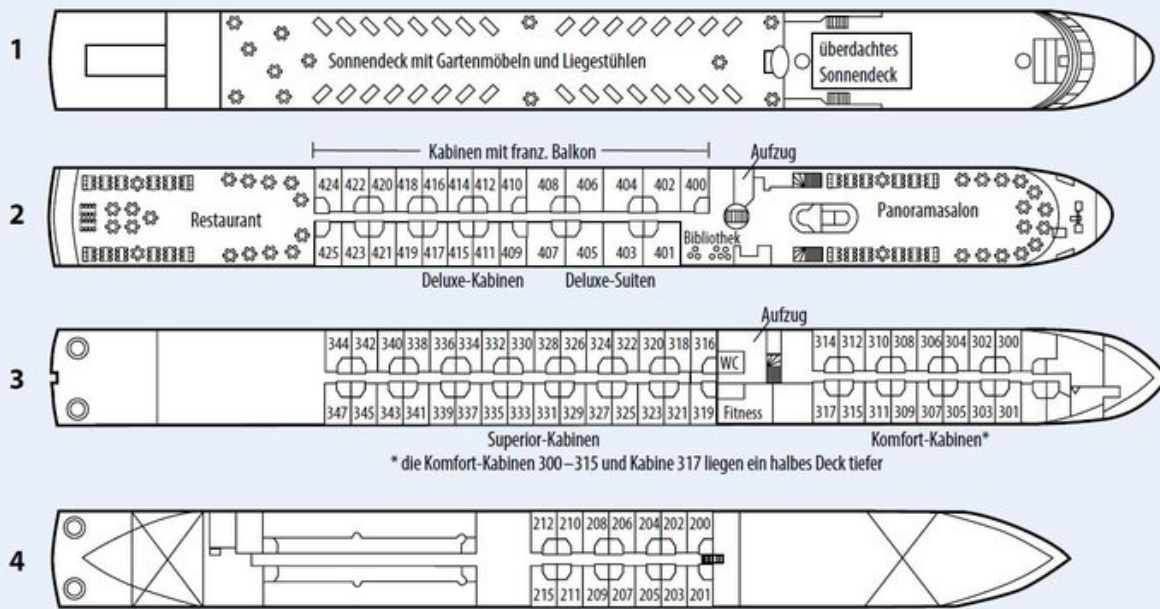 1
Sonnendeck mit Gartenmöbeln und Liegestühlen
überdachtes
Sonnendeck
Kabinen mit franz. Balkon
Aufzug
2
424 422 420 418 416 414 412 410 408 406 404 402 400
Restaurant
Panoramasalon
Bibliothek
425 423 421 419 417 415 411 409 407 405 403 401
Deluxe-Kabinen Deluxe-Suiten
Aufzug
3
344 342 340 338 336 334 332 330 328 326 324 322 320 318 316
314 312 310 308 306 304 302 300
WC
347 345 343 341 339 337 335 333 331 329 327 325 323 321 319
Fitness
317 315 311 309 307 305 303 301
Superior-Kabinen
Komfort-Kabinen*
* die Komfort-Kabinen 300–315 und Kabine 317 liegen ein halbes Deck tiefer
4
212 210 208 206 204 202 200
215 211 209 207 205 203 201